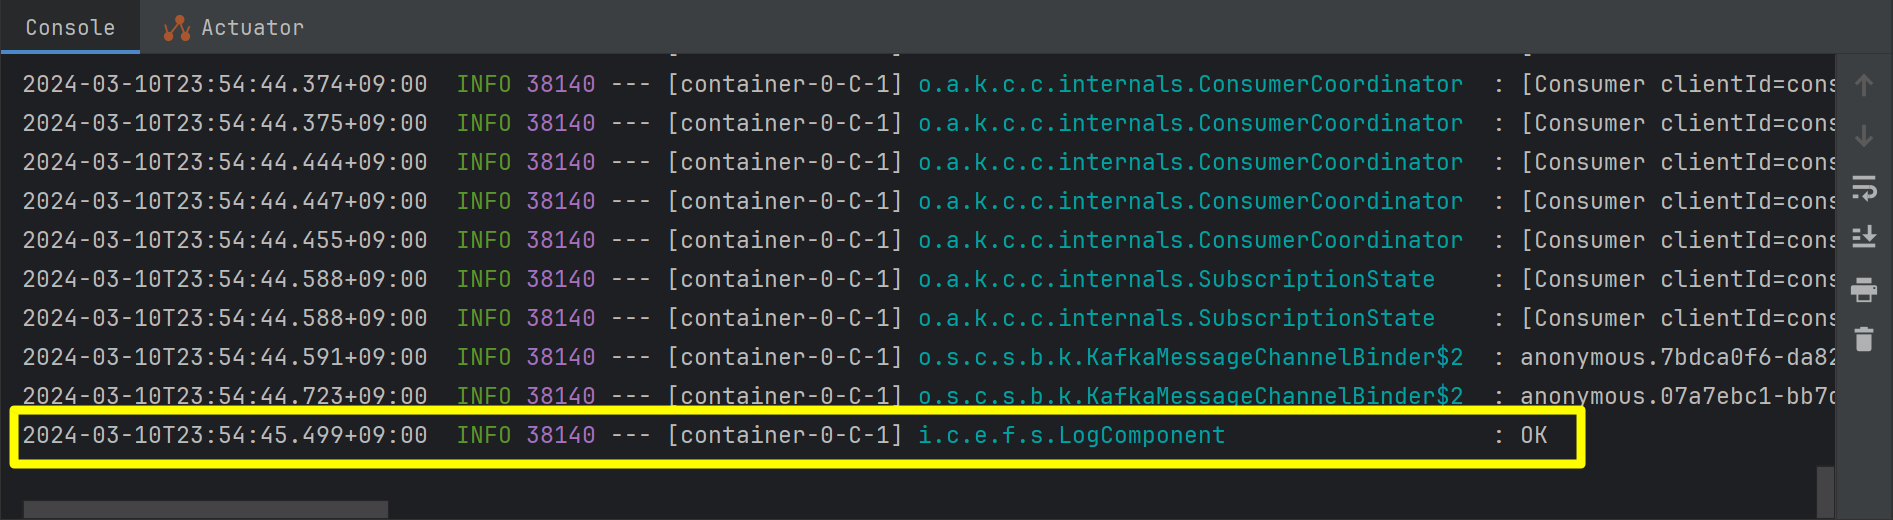 Console Actuator
2024-03-10T23:54:44.374+09:00 INFO 38140 --- [container-0-C-1] o.a.k.c.c.internals.ConsumerCoordinator : [Consumer clientId=cons
2024-03-10T23:54:44.375+09:00 INFO 38140 --- [container-0-C-1] o.a.k.c.c.internals.ConsumerCoordinator : [Consumer clientId=cons
2024-03-10T23:54:44.444+09:00 INFO 38140 --- [container-0-C-1] o.a.k.c.c.internals.ConsumerCoordinator : [Consumer clientId=cons
2024-03-10T23:54:44.447+09:00 INFO 38140 --- [container-0-C-1] o.a.k.c.c.internals.ConsumerCoordinator : [Consumer clientId=cons
2024-03-10T23:54:44.455+09:00 INFO 38140 --- [container-0-C-1] o.a.k.c.c.internals.ConsumerCoordinator : [Consumer clientId=cons
2024-03-10T23:54:44.588+09:00 INFO 38140 --- [container-0-C-1] o.a.k.c.c.internals.SubscriptionState : [Consumer clientId=cons
2024-03-10T23:54:44.588+09:00 INFO 38140 --- [container-0-C-1] o.a.k.c.c.internals.SubscriptionState : [Consumer clientId=cons
2024-03-10T23:54:44.591+09:00 INFO 38140 --- [container-0-C-1] o.s.c.s.b.k.KafkaMessageChannelBinder$2 : anonymous.7bdca0f6-da82
2024-03-10T23:54:44.723+09:00 INFO 38140 --- [container-0-C-1] o.s.c.s.b.k.KafkaMessageChannelBinder$2 : anonymous.07a7ebc1-bb7c
2024-03-10T23:54:45.499+09:00 INFO 38140 --- [container-0-C-1] i.c.e.f.s.LogComponent : OK